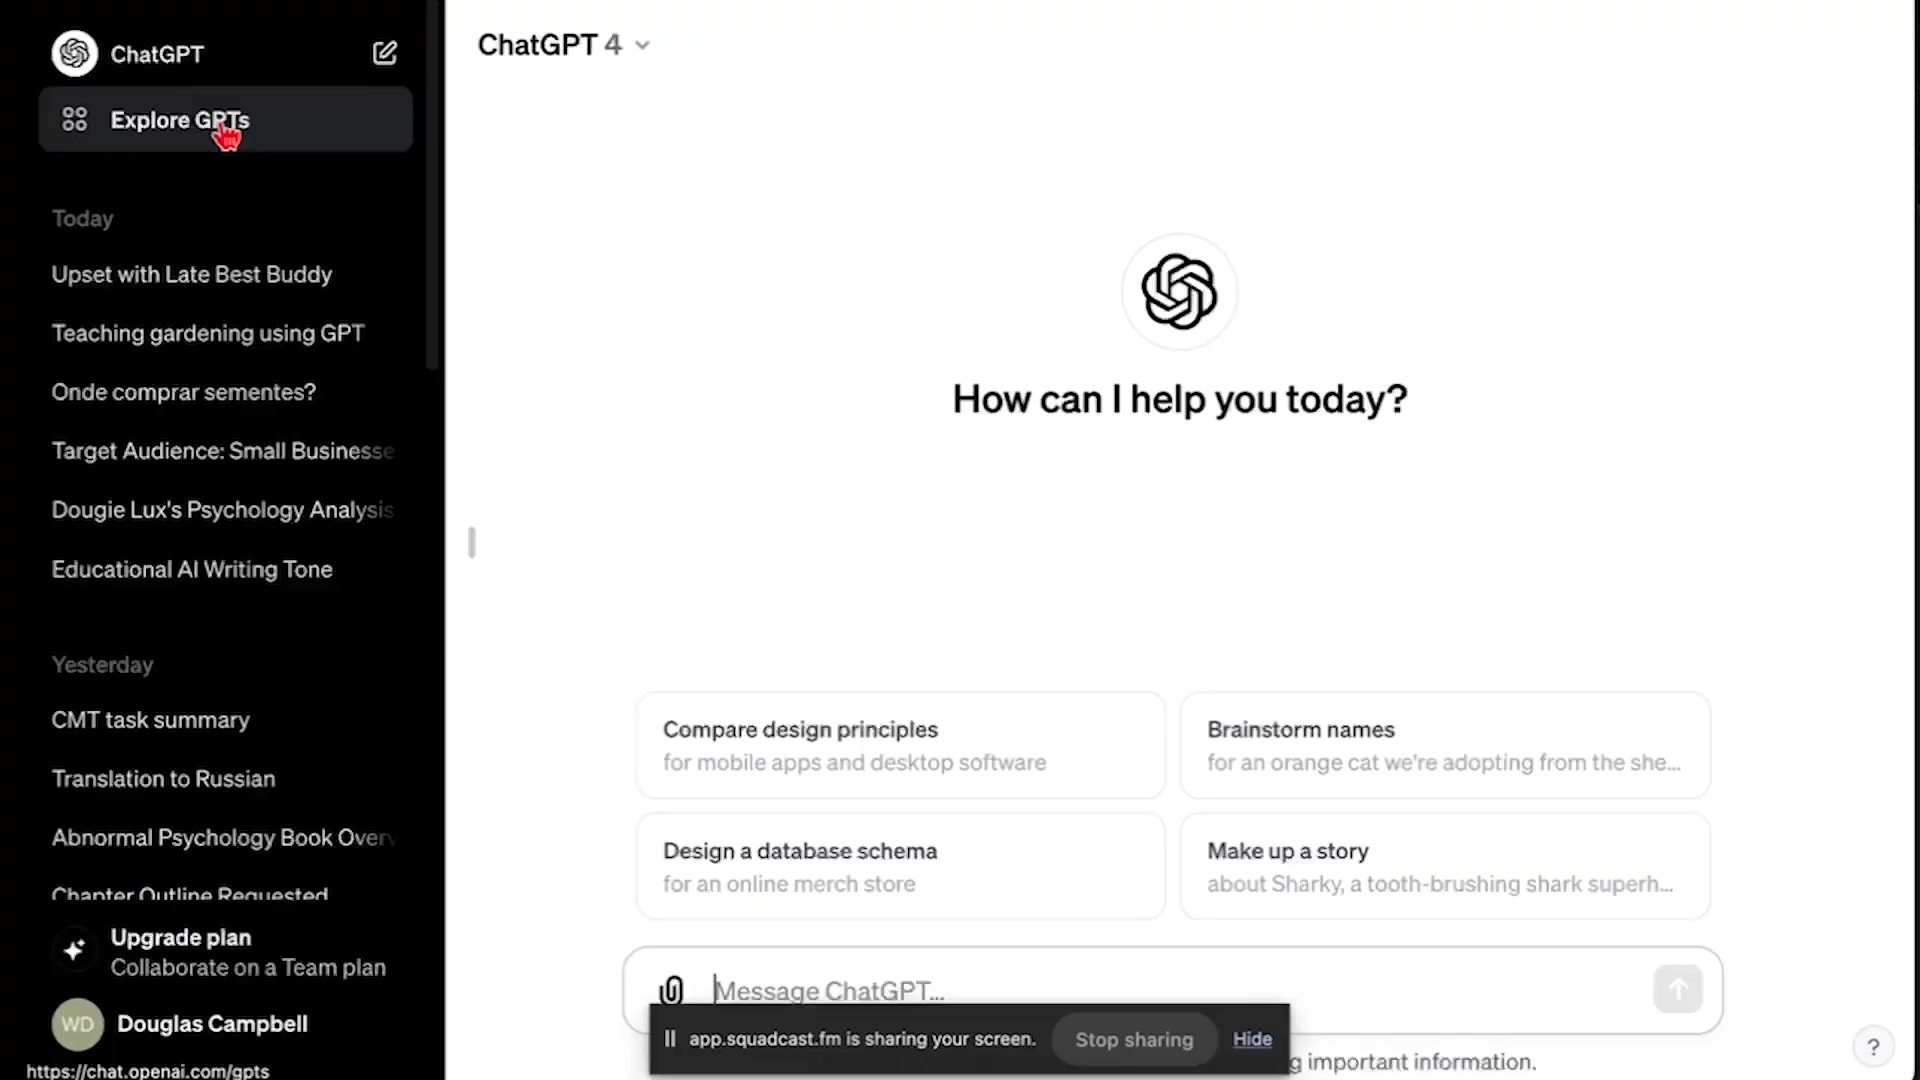 ChatGPT
Explore GPTs
Today
Upset with Late Best Buddy
Teaching gardening using GPT
Onde comprar sementes?
Target Audience: Small Businesse
Dougie Lux's Psychology Analysis
Educational AI Writing Tone
Yesterday
CMT task summary
Translation to Russian
Abnormal Psychology Book Over
Chapter Outline Requested
Upgrade plan
Collaborate on a Team plan
WD Douglas Campbell
https://chat.openai.com/gpts
ChatGPT 4
How can I help you today?
Compare design principles
for mobile apps and desktop software
Brainstorm names
for an orange cat we're adopting from the she...
Design a database schema
for an online merch store
Make up a story
about Sharky, a tooth-brushing shark superh...
Message ChatGPT...
app.squadcast.fm is sharing your screen. Stop sharing Hide
g important information.
?